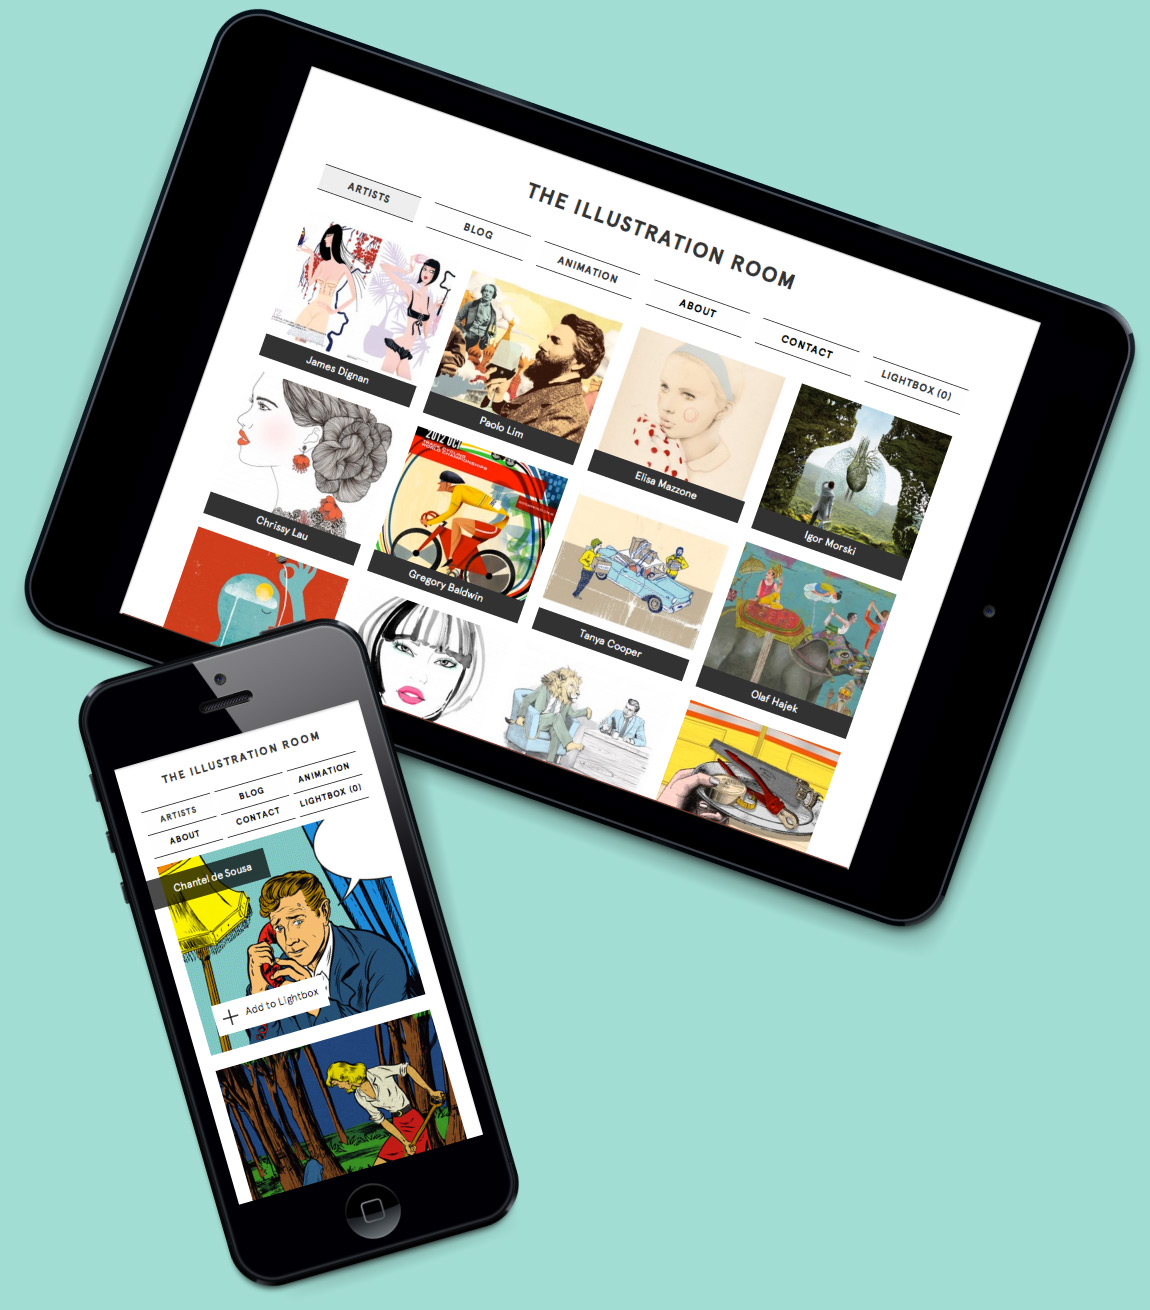 THE ILLUSTRATION ROOM
ARTISTS
BLOG
ANIMATION
ABOUT
CONTACT
LIGHTBOX (0)
James Dignan
Paolo Lim
Elisa Mazzone
Igor Morski
2012 UCI
WORLD CHAMPIONSHIPS
Chrissy Lau
Gregory Baldwin
Tanya Cooper
Olaf Hajek
THE ILLUSTRATION ROOM
ARTISTS
BLOG
ANIMATION
ABOUT
CONTACT
LIGHTBOX (0)
Chantel de Sousa
Add to Lightbox